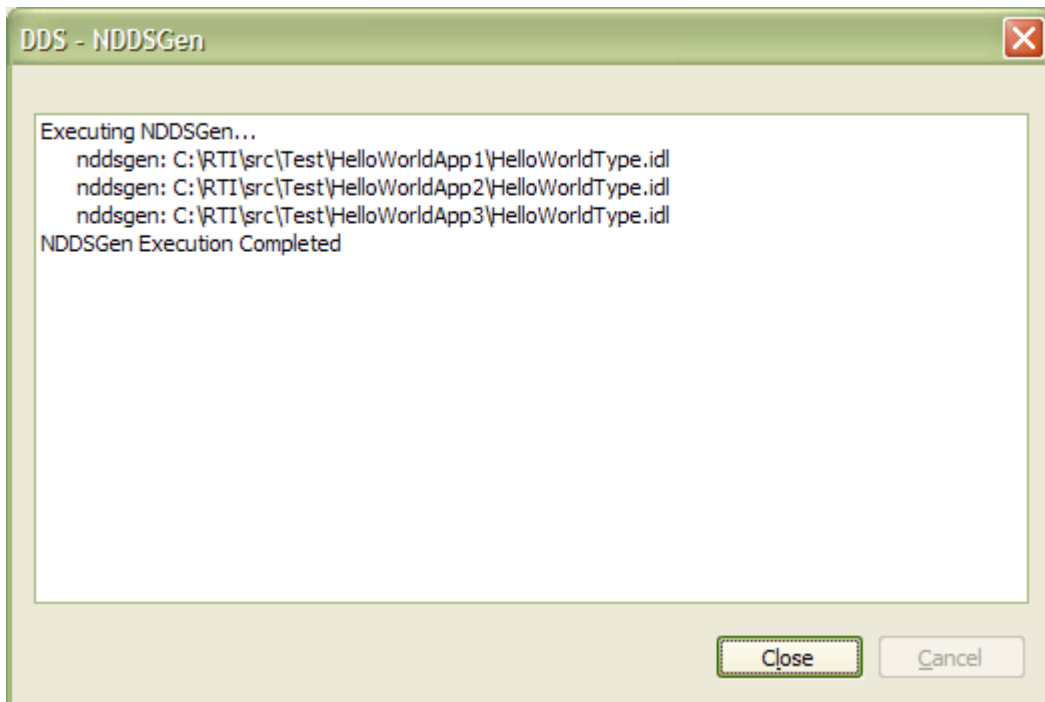 DDS - NDDSGen
Executing NDDSGen...
nddsgen: C:\RTI\src\Test\HelloWorldApp1\HelloWorldType.idl
nddsgen: C:\RTI\src\Test\HelloWorldApp2\HelloWorldType.idl
nddsgen: C:\RTI\src\Test\HelloWorldApp3\HelloWorldType.idl
NDDSGen Execution Completed
Close
Cancel